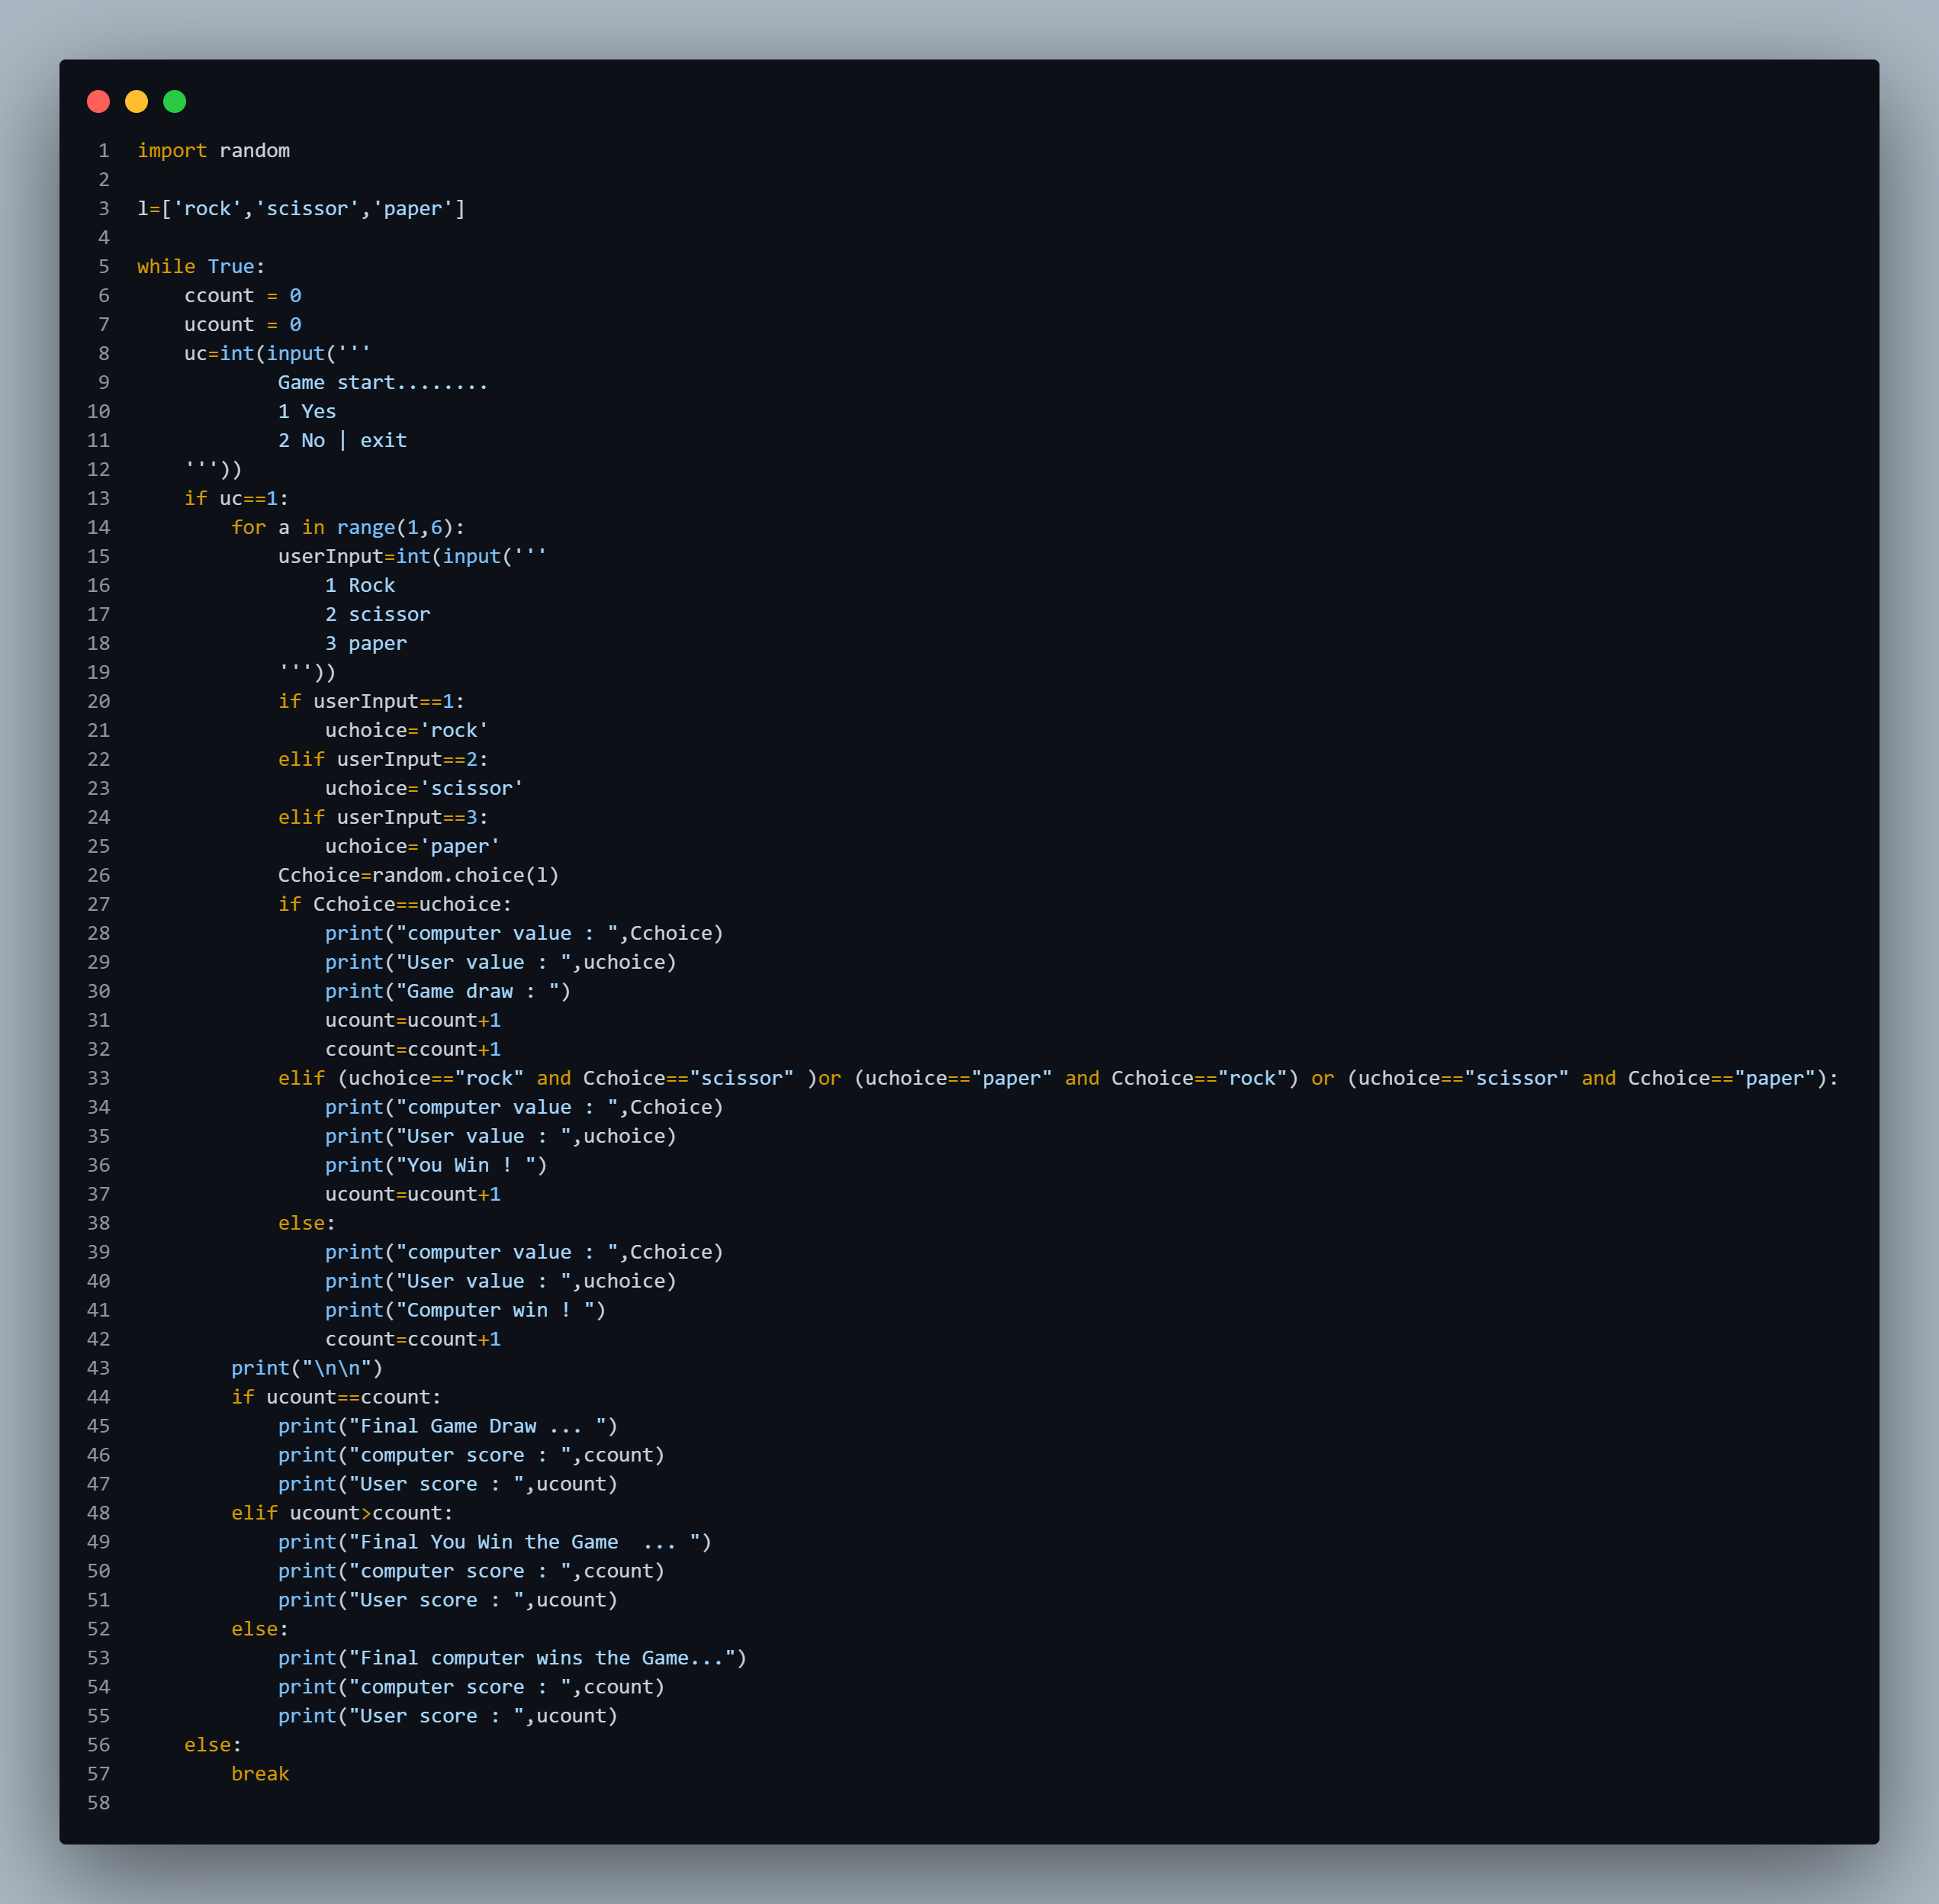 1 import random
2
3 l=['rock','scissor','paper']
4
5 while True:
6     ccount = 0
7     ucount = 0
8     uc=int(input('''
9             Game start........
10             1 Yes
11             2 No | exit
12     '''))
13     if uc==1:
14         for a in range(1,6):
15             userInput=int(input('''
16                 1 Rock
17                 2 scissor
18                 3 paper
19             '''))
20             if userInput==1:
21                 uchoice='rock'
22             elif userInput==2:
23                 uchoice='scissor'
24             elif userInput==3:
25                 uchoice='paper'
26             Cchoice=random.choice(l)
27             if Cchoice==uchoice:
28                 print("computer value : ",Cchoice)
29                 print("User value : ",uchoice)
30                 print("Game draw : ")
31                 ucount=ucount+1
32                 ccount=ccount+1
33             elif (uchoice=="rock" and Cchoice=="scissor" )or (uchoice=="paper" and Cchoice=="rock") or (uchoice=="scissor" and Cchoice=="paper"):
34                 print("computer value : ",Cchoice)
35                 print("User value : ",uchoice)
36                 print("You Win ! ")
37                 ucount=ucount+1
38             else:
39                 print("computer value : ",Cchoice)
40                 print("User value : ",uchoice)
41                 print("Computer win ! ")
42                 ccount=ccount+1
43         print("\n\n")
44         if ucount==ccount:
45             print("Final Game Draw ... ")
46             print("computer score : ",ccount)
47             print("User score : ",ucount)
48         elif ucount>ccount:
49             print("Final You Win the Game  ... ")
50             print("computer score : ",ccount)
51             print("User score : ",ucount)
52         else:
53             print("Final computer wins the Game...")
54             print("computer score : ",ccount)
55             print("User score : ",ucount)
56     else:
57         break
58